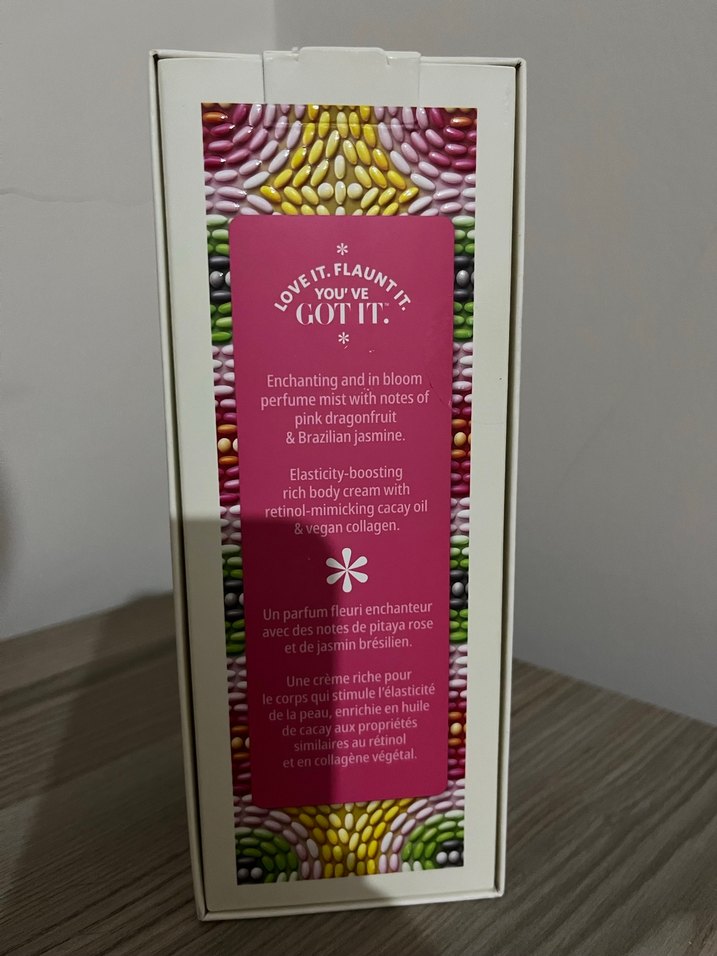 LOVE IT. FLAUNT IT.
YOU' VE
GOT IT.™
Enchanting and in bloom
perfume mist with notes of
pink dragonfruit
& Brazilian jasmine.
Elasticity-boosting
rich body cream with
retinol-mimicking cacay oil
& vegan collagen.
Un parfum fleuri enchanteur
avec des notes de pitaya rose
et de jasmin brésilien.
Une crème riche pour
le corps qui stimule l'élasticité
de la peau, enrichie en huile
de cacay aux propriétés
similaires au rétinol
et en collagène végétal.